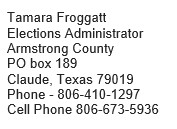 Tamara Froggatt
Elections Administrator
Armstrong County
PO box 189
Claude, Texas 79019
Phone - 806-410-1297
Cell Phone 806-673-5936